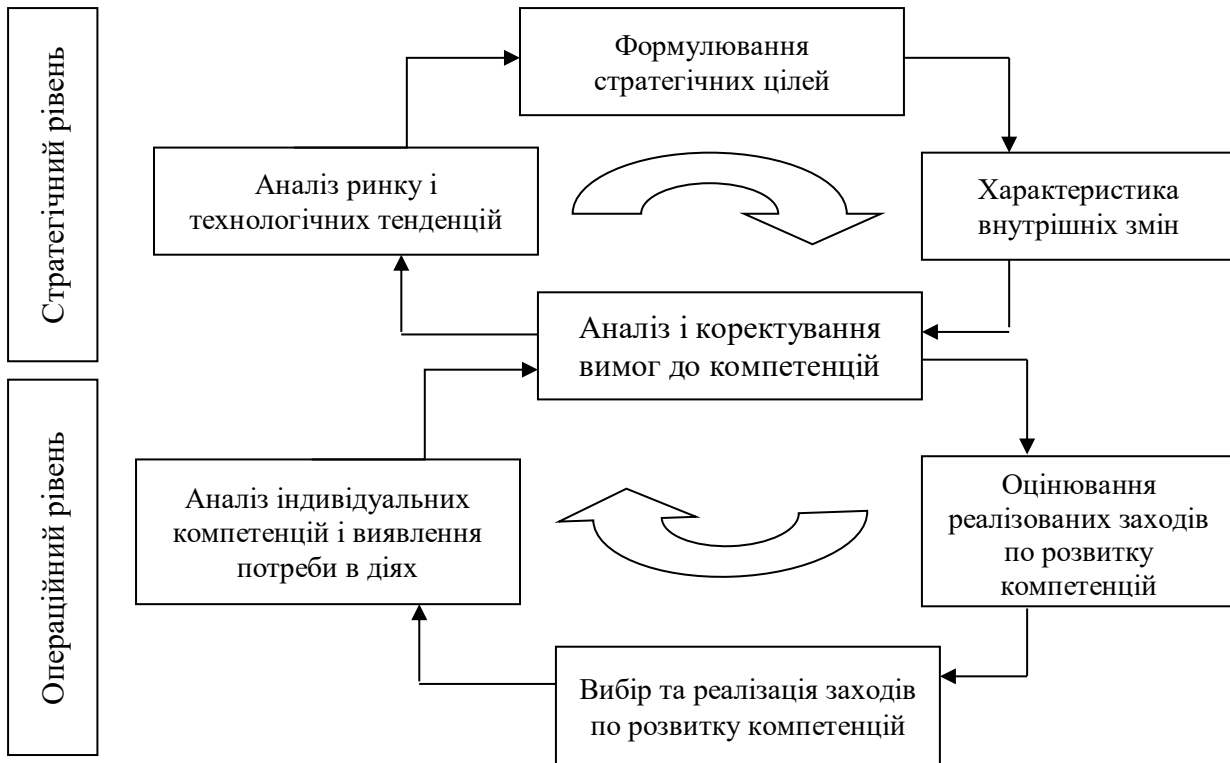 Стратегічний рівень
Формулювання
стратегічних цілей
Аналіз ринку і
технологічних тенденцій
Характеристика
внутрішніх змін
Аналіз і коректування
вимог до компетенцій
Операційний рівень
Аналіз індивідуальних
компетенцій і виявлення
потреби в діях
Оцінювання
реалізованих заходів
по розвитку
компетенцій
Вибір та реалізація заходів
по розвитку компетенцій